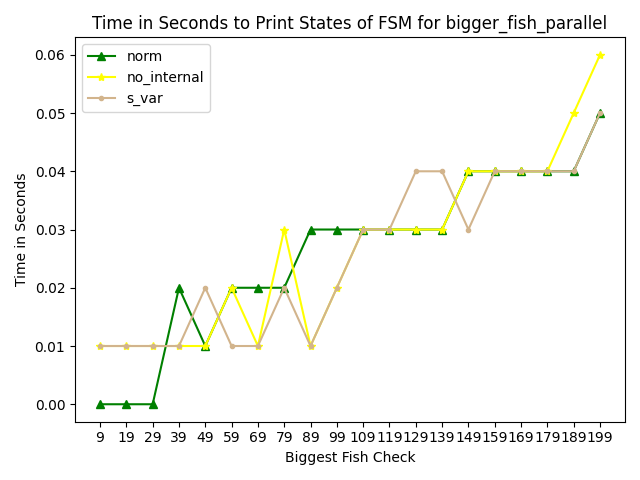 Time in Seconds to Print States of FSM for bigger_fish_parallel
norm
no_internal
s_var
0.06
0.05
0.04
0.03
0.02
0.01
0.00
Time in Seconds
9 19 29 39 49 59 69 79 89 99 109 119 129 139 149 159 169 179 189 199
Biggest Fish Check